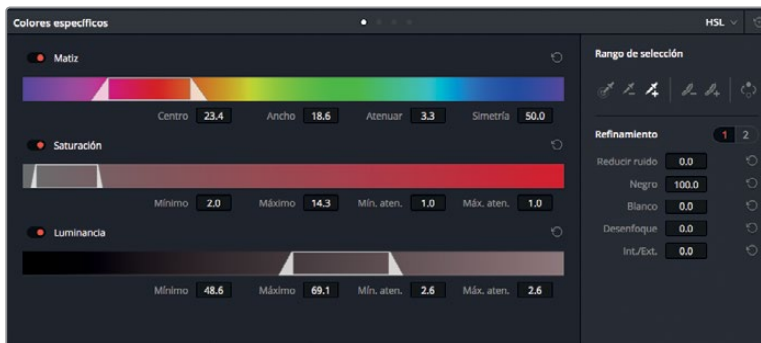 Colores específicos HSL
Matiz
Centro 23.4 Ancho 18.6 Atenuar 3.3 Simetría 50.0
Saturación
Mínimo 2.0 Máximo 14.3 Mín. aten. 1.0 Máx. aten. 1.0
Luminancia
Mínimo 48.6 Máximo 69.1 Mín. aten. 2.6 Máx. aten. 2.6
Rango de selección
Refinamiento 1 2
Reducir ruido 0.0
Negro 100.0
Blanco 0.0
Desenfoque 0.0
Int./Ext. 0.0